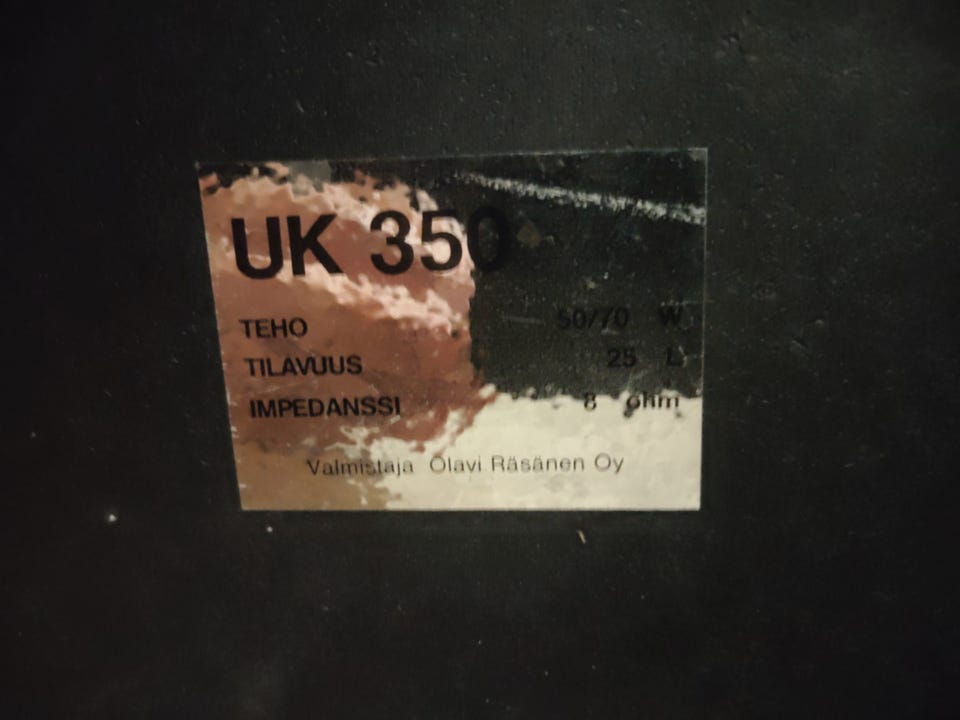 UK 350
TEHO 50/70 W
TILAVUUS 25 L
IMPEDANSSI 8 ohm
Valmistaja Olavi Räsänen Oy